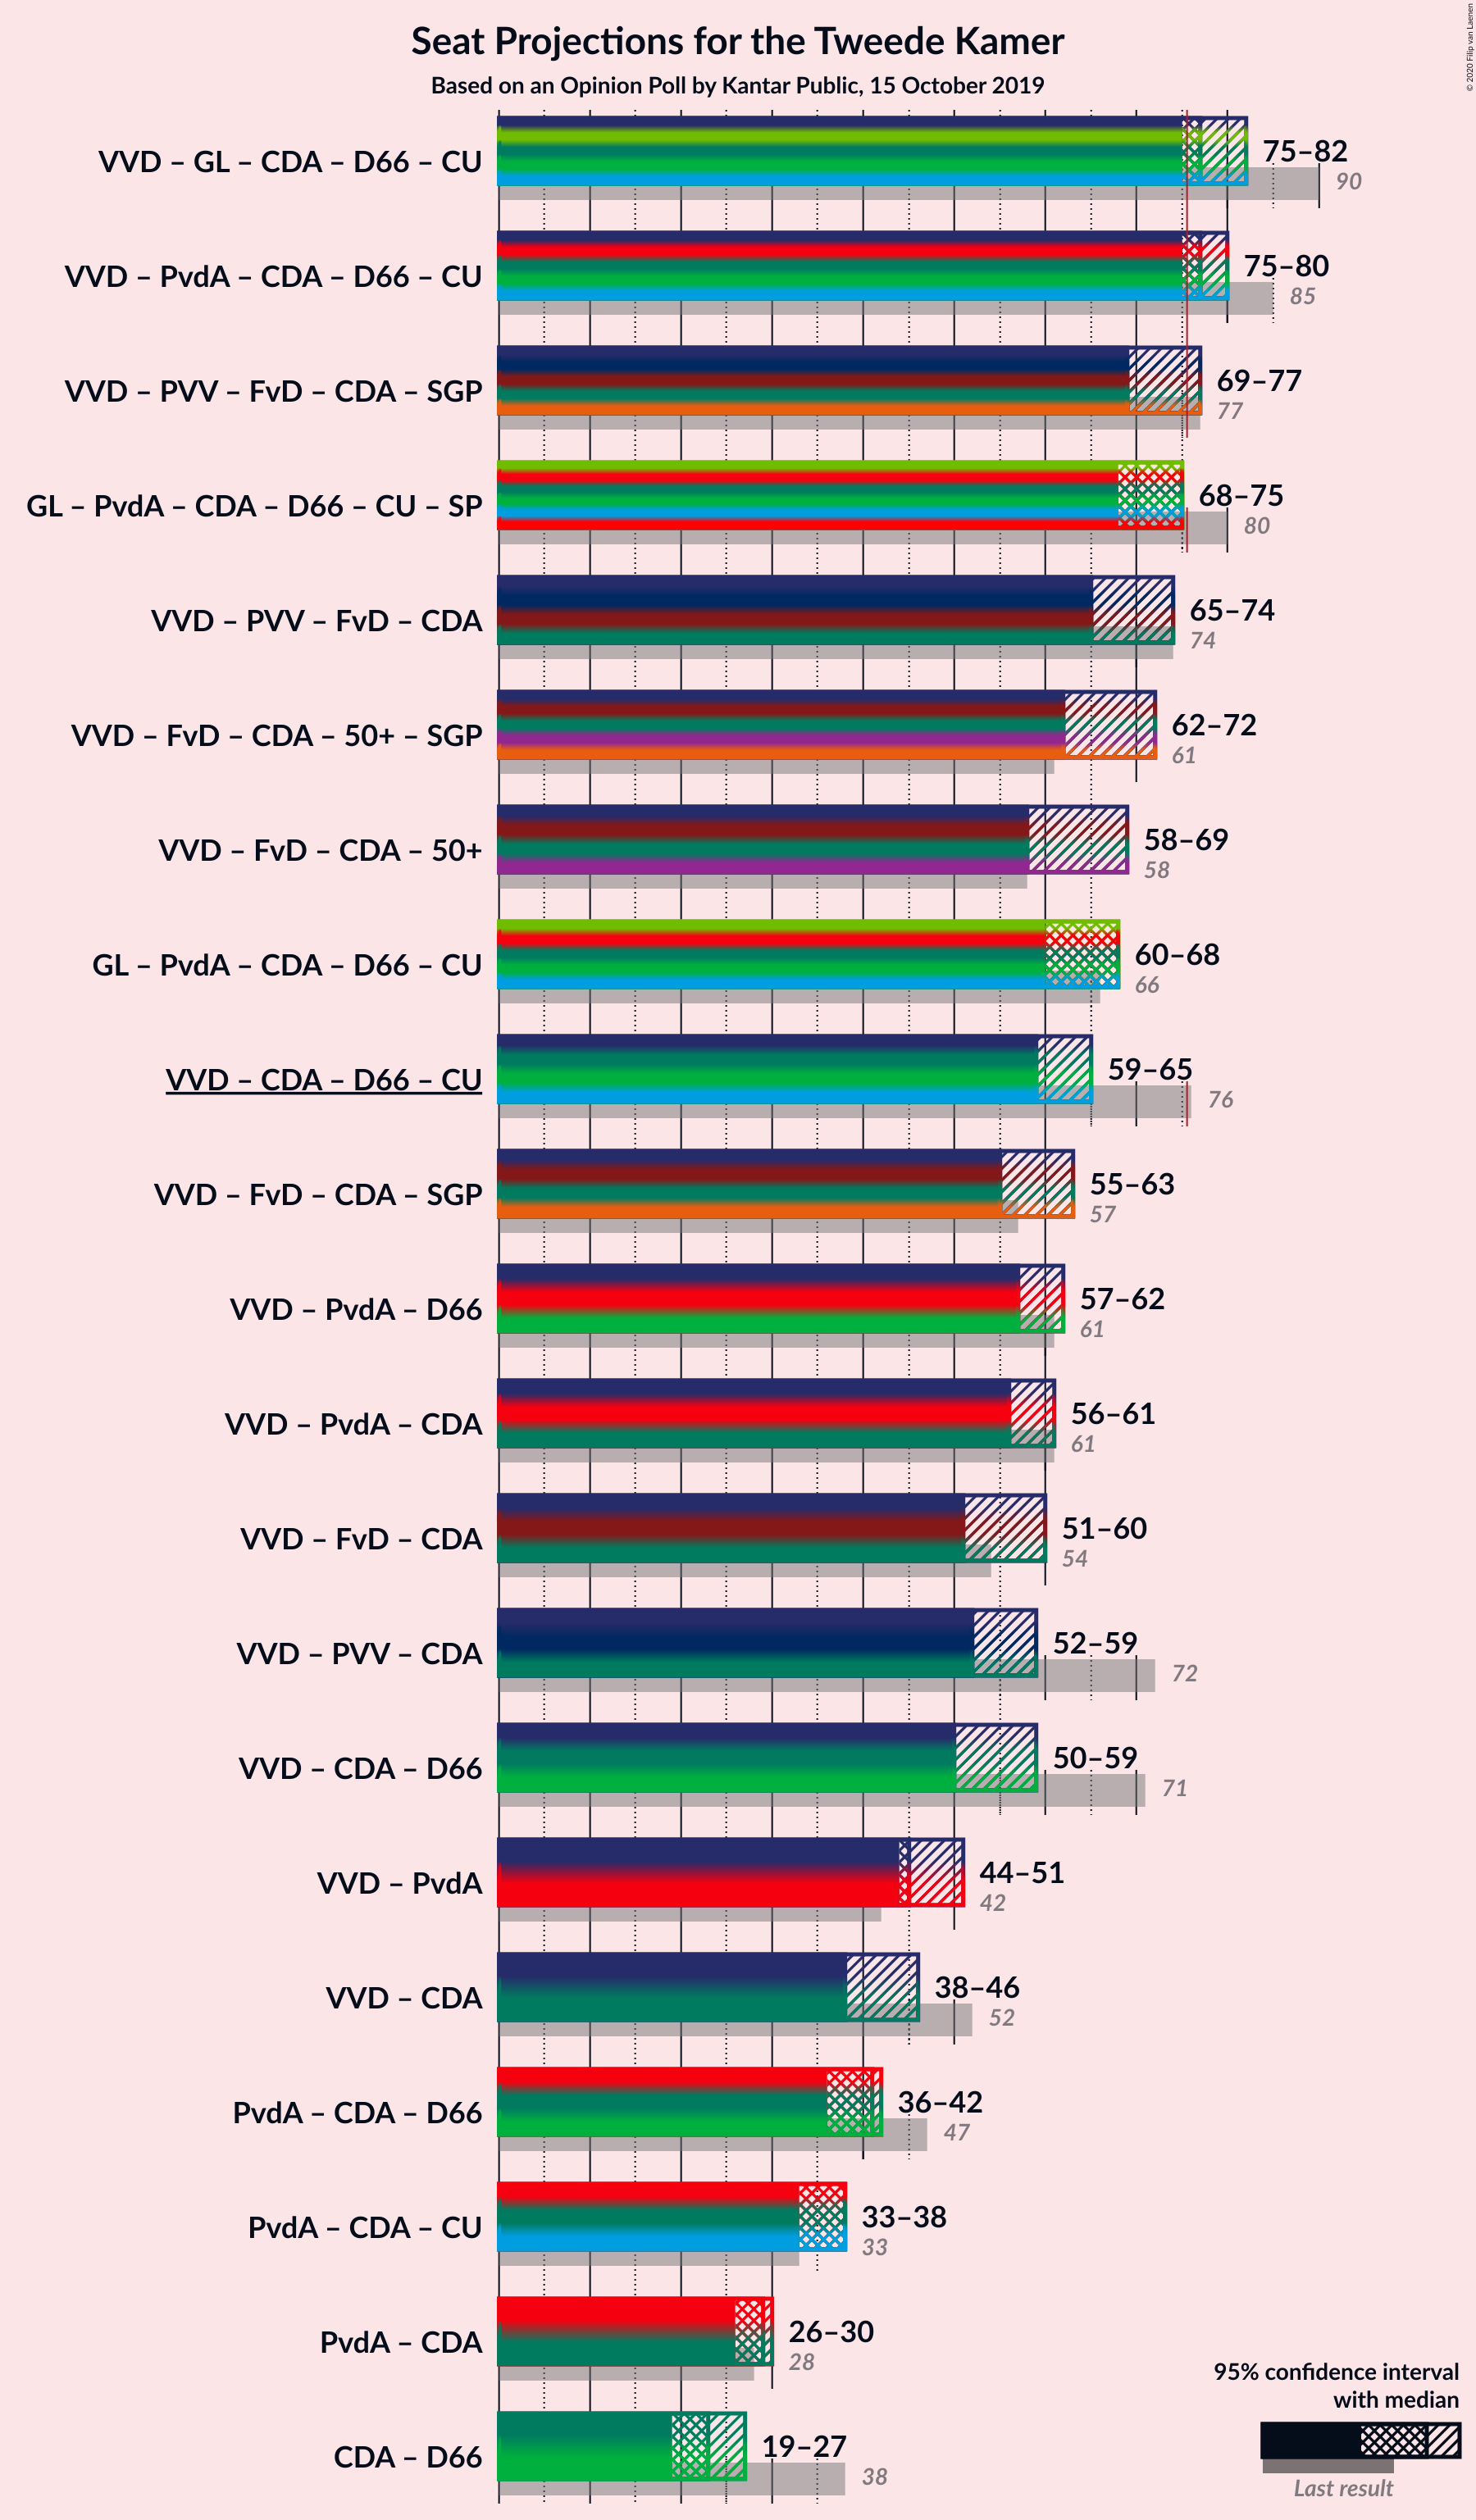 Seat Projections for the Tweede Kamer
Based on an Opinion Poll by Kantar Public, 15 October 2019
© 2020 Filip van Laenen
VVD – GL – CDA – D66 – CU
75–82
90
VVD – PvdA – CDA – D66 – CU
75–80
85
VVD – PVV – FvD – CDA – SGP
69–77
77
GL – PvdA – CDA – D66 – CU – SP
68–75
80
VVD – PVV – FvD – CDA
65–74
74
VVD – FvD – CDA – 50+ – SGP
62–72
61
VVD – FvD – CDA – 50+
58–69
58
GL – PvdA – CDA – D66 – CU
60–68
66
VVD – CDA – D66 – CU
59–65
76
VVD – FvD – CDA – SGP
55–63
57
VVD – PvdA – D66
57–62
61
VVD – PvdA – CDA
56–61
61
VVD – FvD – CDA
51–60
54
VVD – PVV – CDA
52–59
72
VVD – CDA – D66
50–59
71
VVD – PvdA
44–51
42
VVD – CDA
38–46
52
PvdA – CDA – D66
36–42
47
PvdA – CDA – CU
33–38
33
PvdA – CDA
26–30
28
CDA – D66
19–27
38
95% confidence interval
with median
Last result